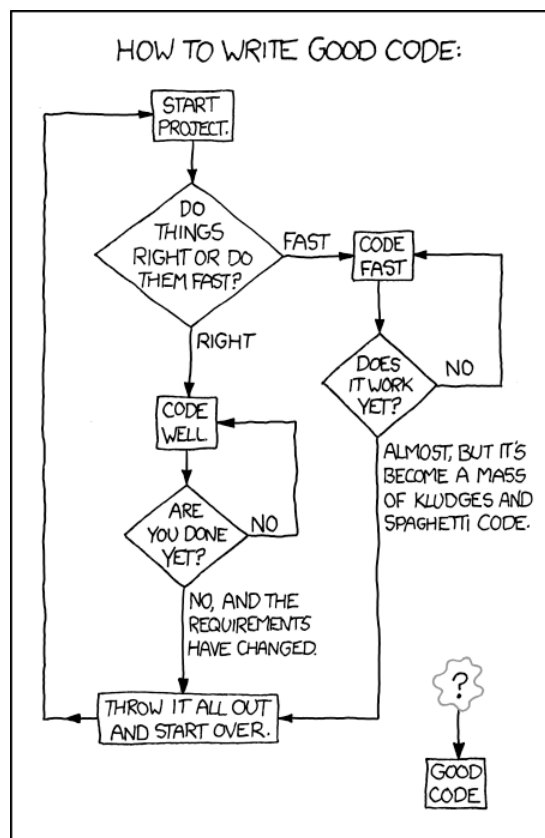 HOW TO WRITE GOOD CODE:
START
PROJECT.
DO
THINGS
RIGHT OR DO
THEM FAST?
FAST
CODE
FAST
RIGHT
DOES
IT WORK
YET?
NO
CODE
WELL
ALMOST, BUT IT'S
BECOME A MASS
OF KLUDGES AND
SPAGHETTI CODE.
ARE
YOU DONE
YET?
NO
NO, AND THE
REQUIREMENTS
HAVE CHANGED.
THROW IT ALL OUT
AND START OVER.
?
GOOD
CODE